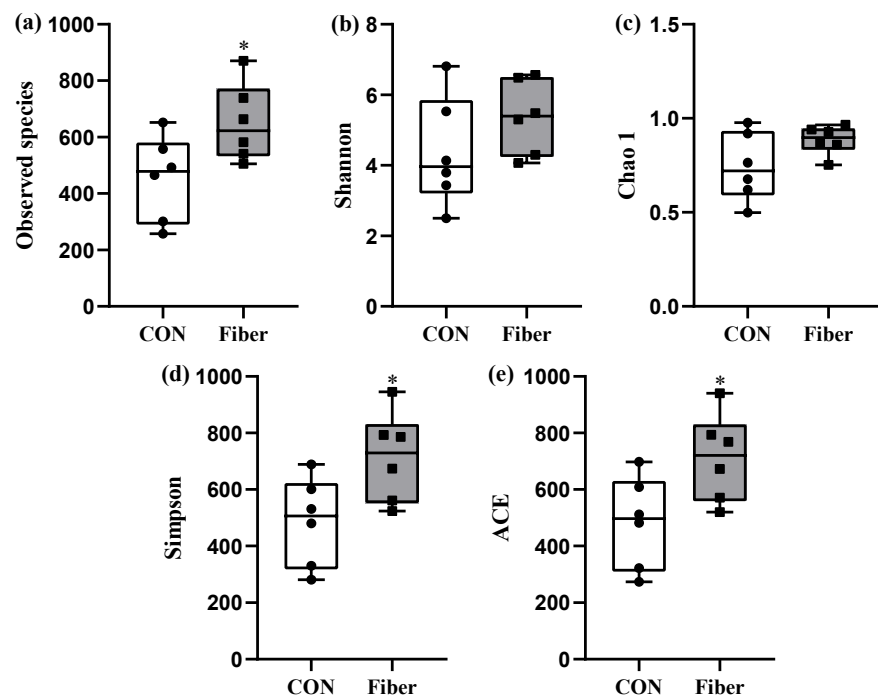 (a)
Observed species
1000
800
600
400
200
0
*
CON Fiber
(b)
Shannon
8
6
4
2
0
CON Fiber
(c)
Chao 1
1.5
1.0
0.5
0.0
CON Fiber
(d)
Simpson
1000
800
600
400
200
0
*
CON Fiber
(e)
ACE
1000
800
600
400
200
0
*
CON Fiber